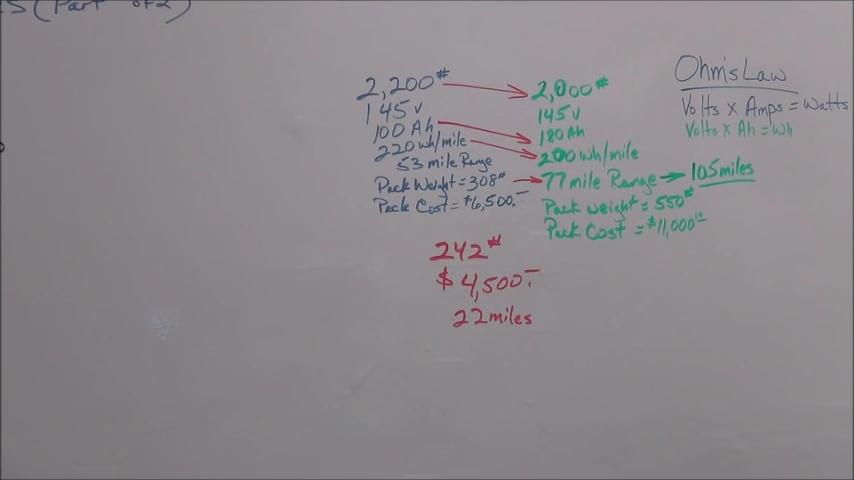 (Part of 2)
2,200#
145v
100 Ah
220 wh/mile
53 mile Range
Pack Weight = 308#
Pack Cost = $6,500.-
2,000#
145v
180 Ah
200 wh/mile
77 mile Range → 105 miles
Pack weight = 550#
Pack Cost = $11,000
Ohm's Law
Volts x Amps = Watts
Volts x Ah = Wh
242#
$4,500.-
22 miles